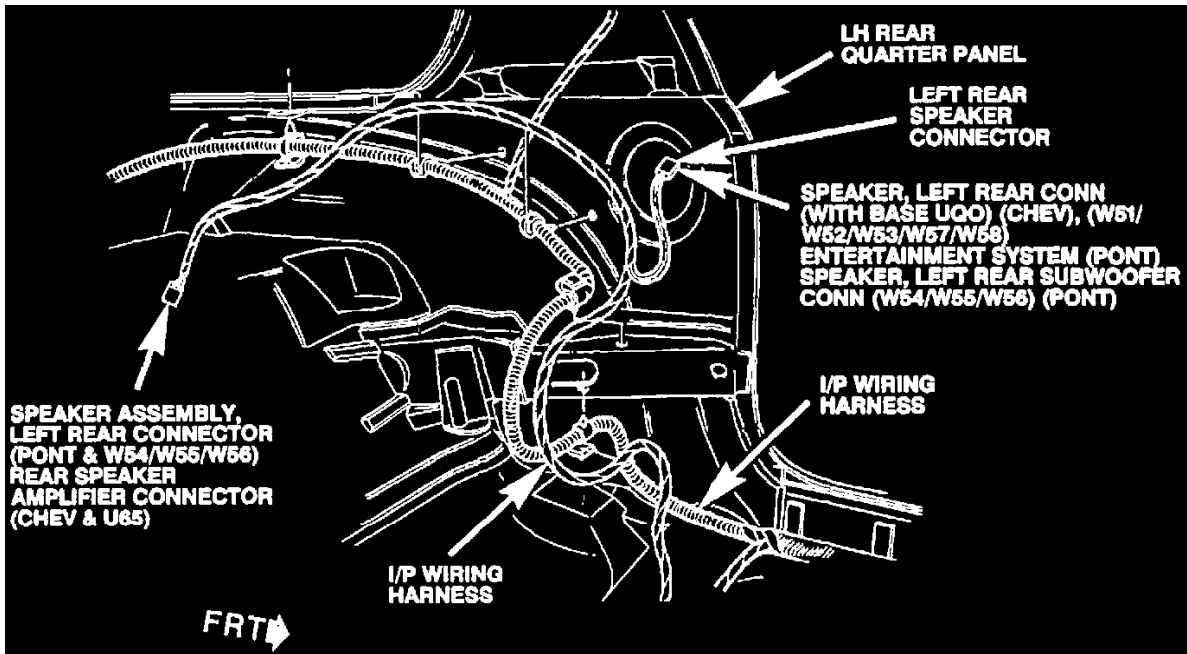 LH REAR
QUARTER PANEL
LEFT REAR
SPEAKER
CONNECTOR
SPEAKER, LEFT REAR CONN
(WITH BASE UQO) (CHEV), (W51/
W52/W53/W57/W58)
ENTERTAINMENT SYSTEM (PONT)
SPEAKER, LEFT REAR SUBWOOFER
CONN (W54/W55/W56) (PONT)
I/P WIRING
HARNESS
SPEAKER ASSEMBLY,
LEFT REAR CONNECTOR
(PONT & W54/W55/W56)
REAR SPEAKER
AMPLIFIER CONNECTOR
(CHEV & U65)
I/P WIRING
HARNESS
FRT